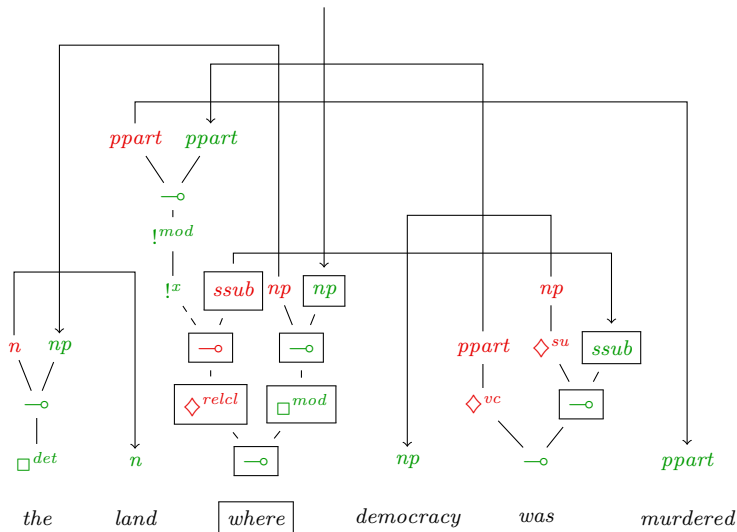 ppart ppart
⊸
!mod
!x ssub np np np
n np ⊸ ⊸ ppart ◇su ssub
⊸ ◇relcl □mod ◇vc ⊸
□det n ⊸ np ⊸ ppart
the land where democracy was murdered